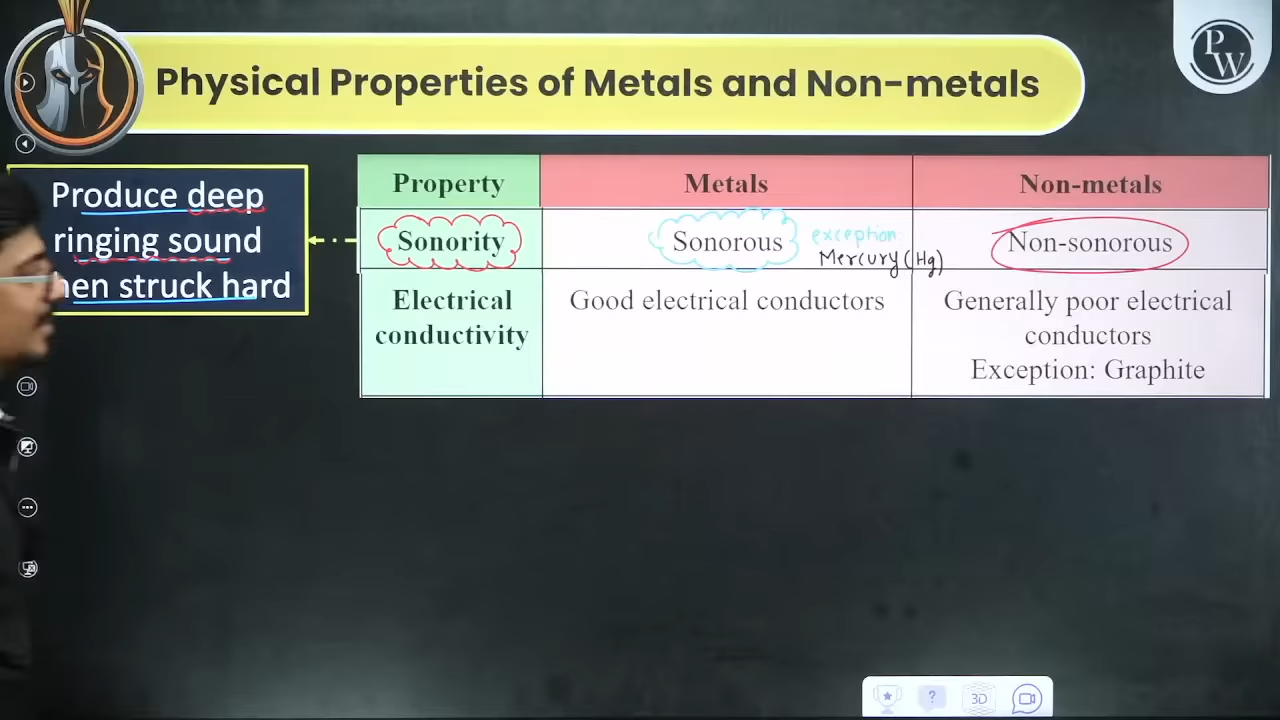 Physical Properties of Metals and Non-metals
PW
Produce deep
ringing sound
hen struck hard
Property
Metals
Non-metals
Sonority
Sonorous
exception:
Mercury (Hg)
Non-sonorous
Electrical
conductivity
Good electrical conductors
Generally poor electrical
conductors
Exception: Graphite
?
3D